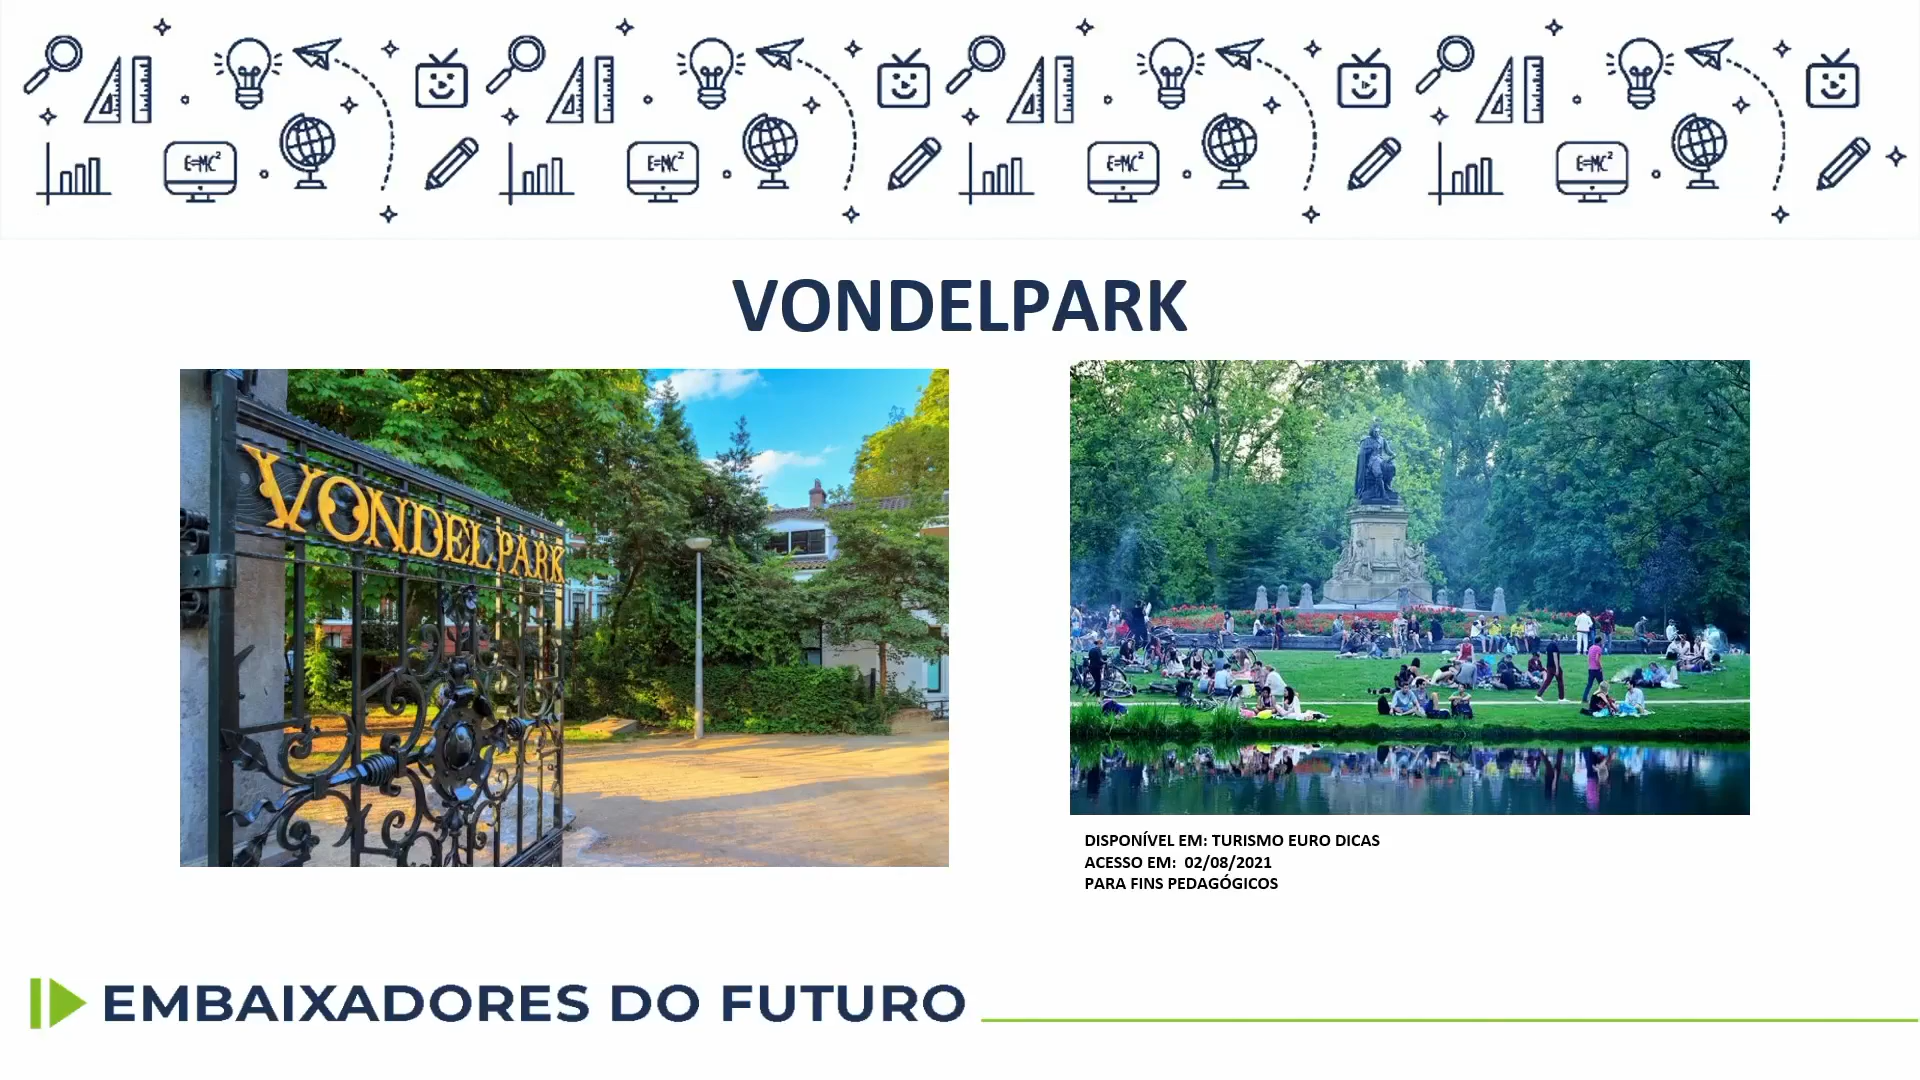 E=MC²
E=MC²
E=MC²
E=MC²
VONDELPARK
VONDELPARK
DISPONÍVEL EM: TURISMO EURO DICAS
ACESSO EM: 02/08/2021
PARA FINS PEDAGÓGICOS
EMBAIXADORES DO FUTURO